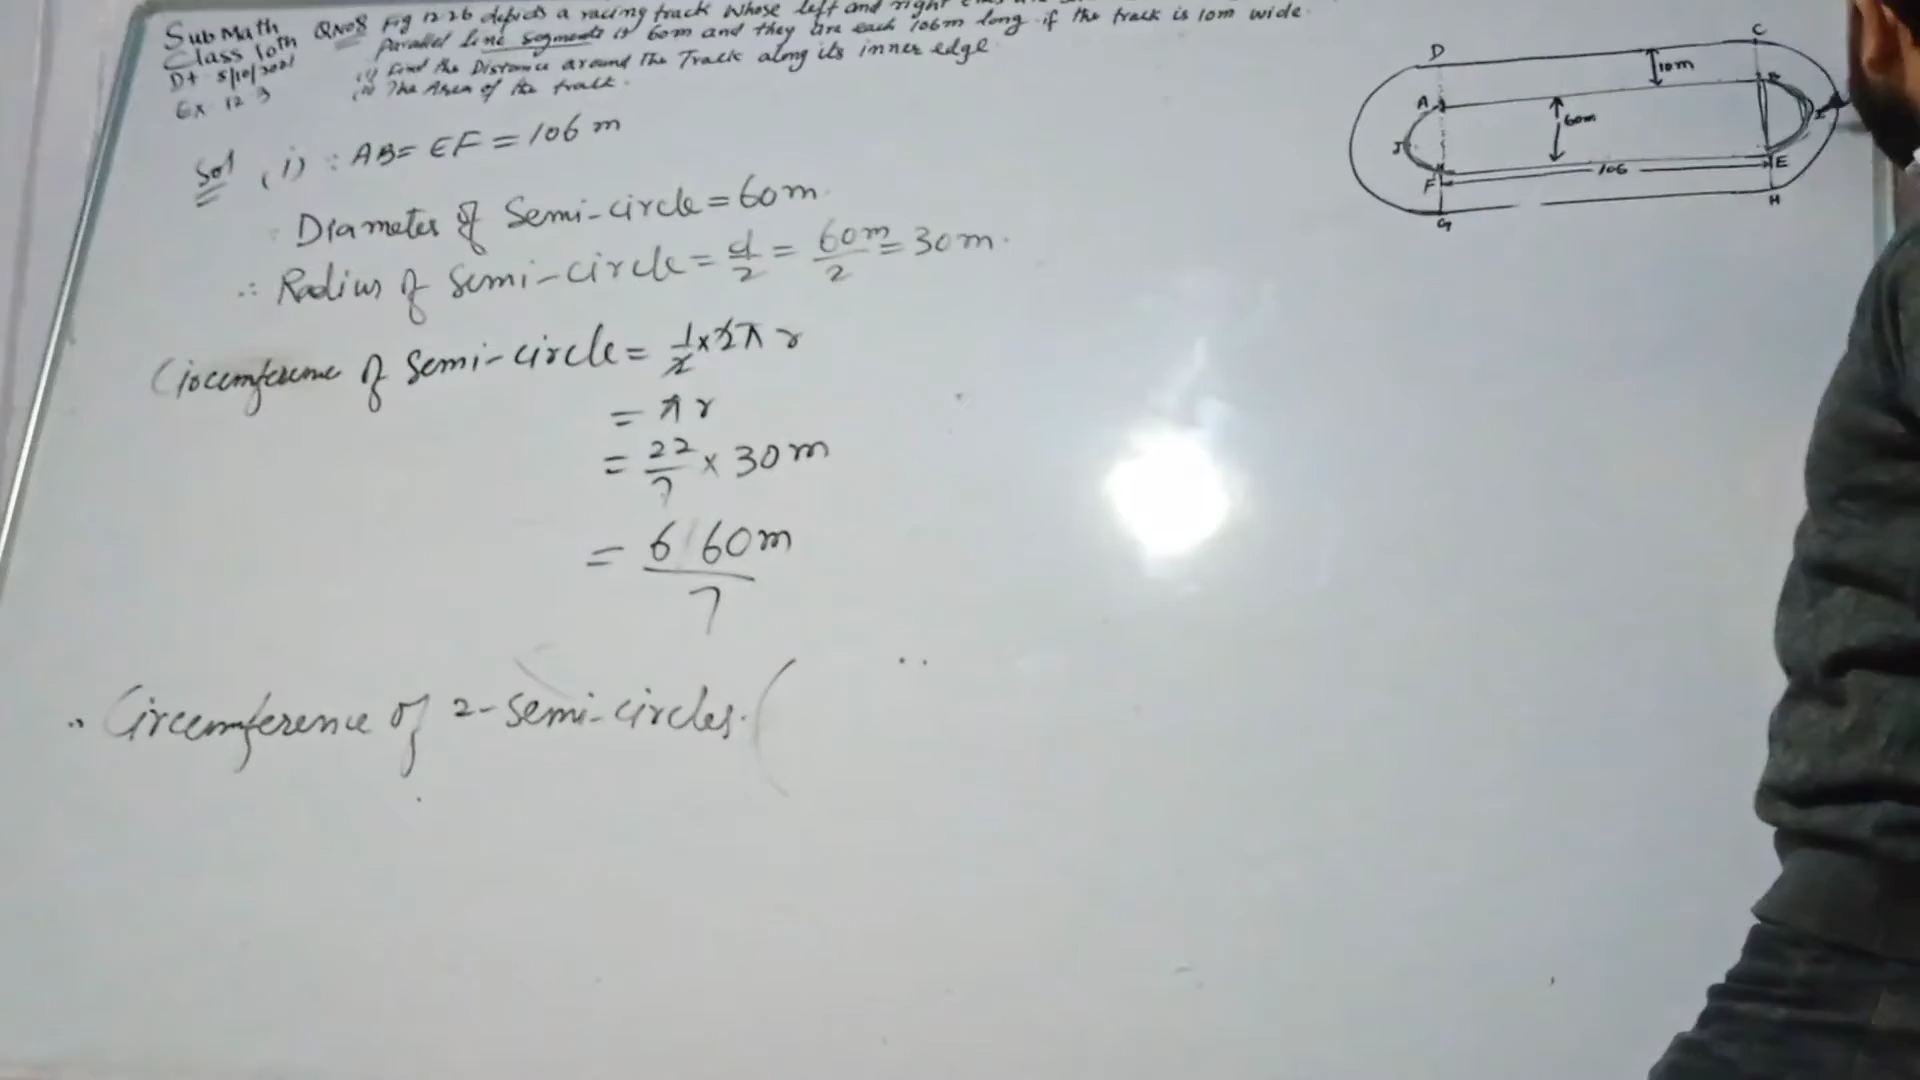 Sub Math
Class 10th
Dt 5/10/2021
Ex 12 3
QNo8 Fig 12.26 depicts a racing track whose left and right
Parallel line segments is 60m and they are each 106m long. if the track is 10m wide.
(i) Find the Distance around The Track along its inner edge
(ii) The Area of the track.
Sol (i) ∵ AB = EF = 106 m
Diameter of Semi-circle = 60m.
∴ Radius of Semi-circle = d/2 = 60m/2 = 30m.
Circumference of Semi-circle = 1/2 × 2πr
= πr
= 22/7 × 30m
= 660m/7
∴ Circumference of 2-semi-circles. (
D
C
10m
A
B
60m
J
I
106
F
E
G
H